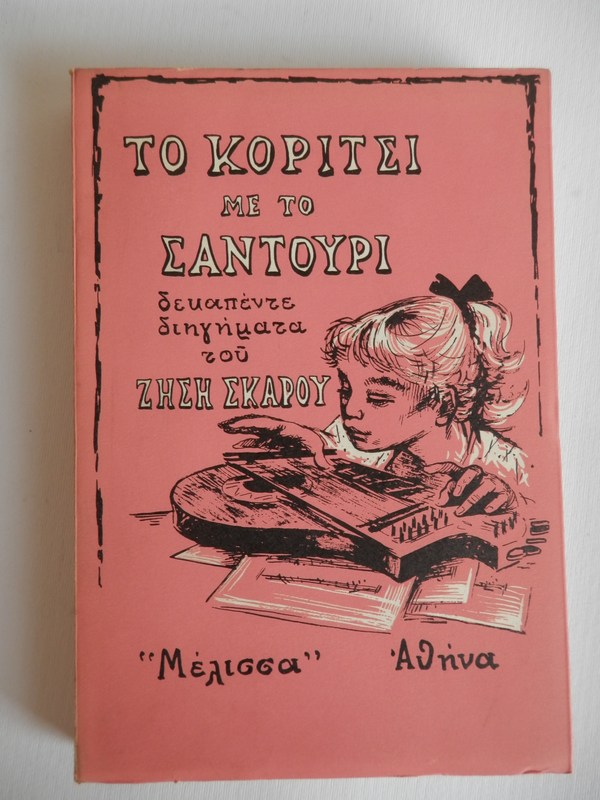 ΤΟ ΚΟΡΙΤΣΙ
ΜΕ ΤΟ
ΣΑΝΤΟΥΡΙ
δεκαπέντε
διηγήματα
τοῦ
ΖΗΣΗ ΣΚΑΡΟΥ
"Μέλισσα" Ἀθήνα